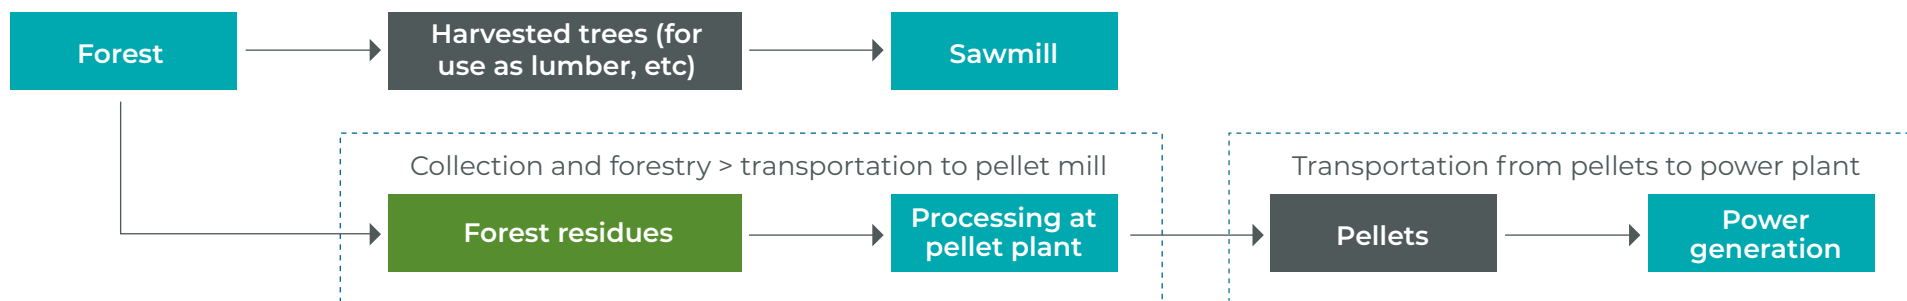 Forest
Harvested trees (for
use as lumber, etc)
Sawmill
Collection and forestry > transportation to pellet mill
Transportation from pellets to power plant
Forest residues
Processing at
pellet plant
Pellets
Power
generation